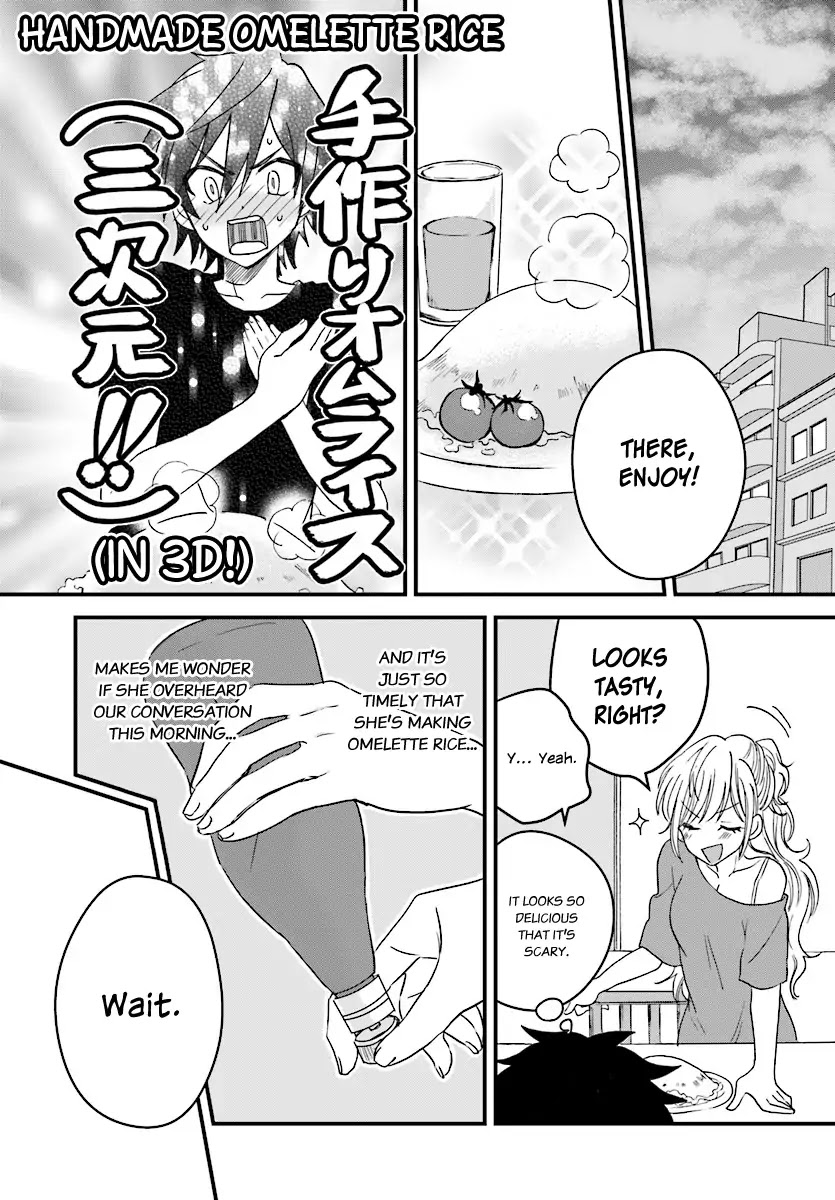 THERE,
ENJOY!
HANDMADE OMELETTE RICE
手作りオムライス
(三次元!!)
(IN 3D!)
LOOKS
TASTY,
RIGHT?
Y... Yeah.
IT LOOKS SO
DELICIOUS
THAT IT'S
SCARY.
AND IT'S
JUST SO
TIMELY THAT
SHE'S MAKING
OMELETTE RICE...
MAKES ME WONDER
IF SHE OVERHEARD
OUR CONVERSATION
THIS MORNING...
Wait.